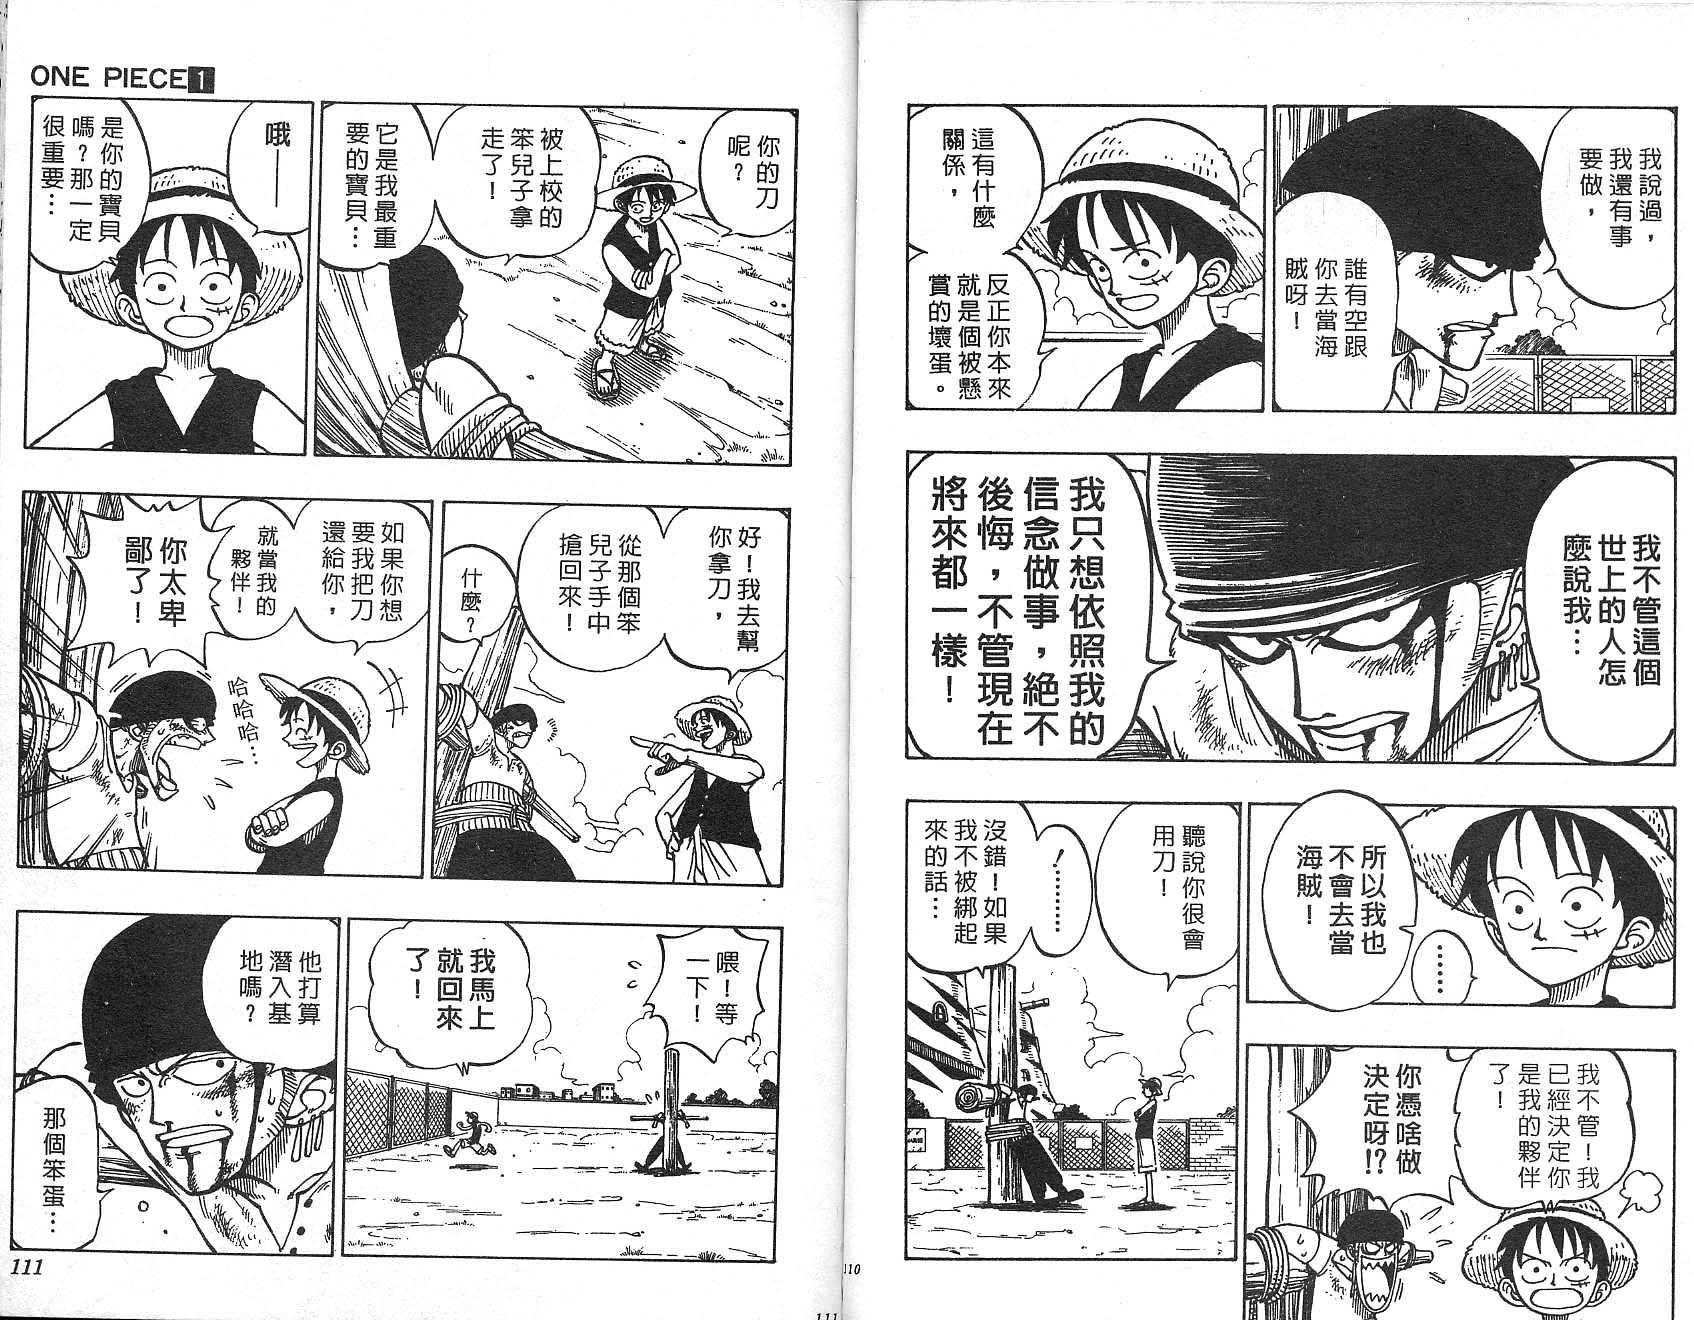 我說過，
我還有事
要做，
誰有空跟
你去當海
賊呀！
這有什麼
關係，
反正你本來
就是個被懸
賞的壞蛋。
我不管這個
世上的人怎
麼說我…
我只想依照我的
信念做事，絕不
後悔，不管現在
將來都一樣！
所以我也
不會去當
海賊！
……
我不管！我
已經決定你
是我的夥伴
了！
你憑啥做
決定呀!?
聽說你很會
用刀！
！………
沒錯！如果
我不被綁起
來的話…
110
ONE PIECE 1
你的刀
呢？
被上校的
笨兒子拿
走了！
它是我最重
要的寶貝…
哦——
是你的寶貝
嗎？那一定
很重要…
好！我去幫
你拿刀，
從那個笨
兒子手中
搶回來！
什麼？
如果你想
要我把刀
還給你，
就當我的
夥伴！
你太卑
鄙了！
哈哈哈…
喂！等
一下！
我馬上
就回來
了！
他打算
潛入基
地嗎？
那個笨蛋…
111
111